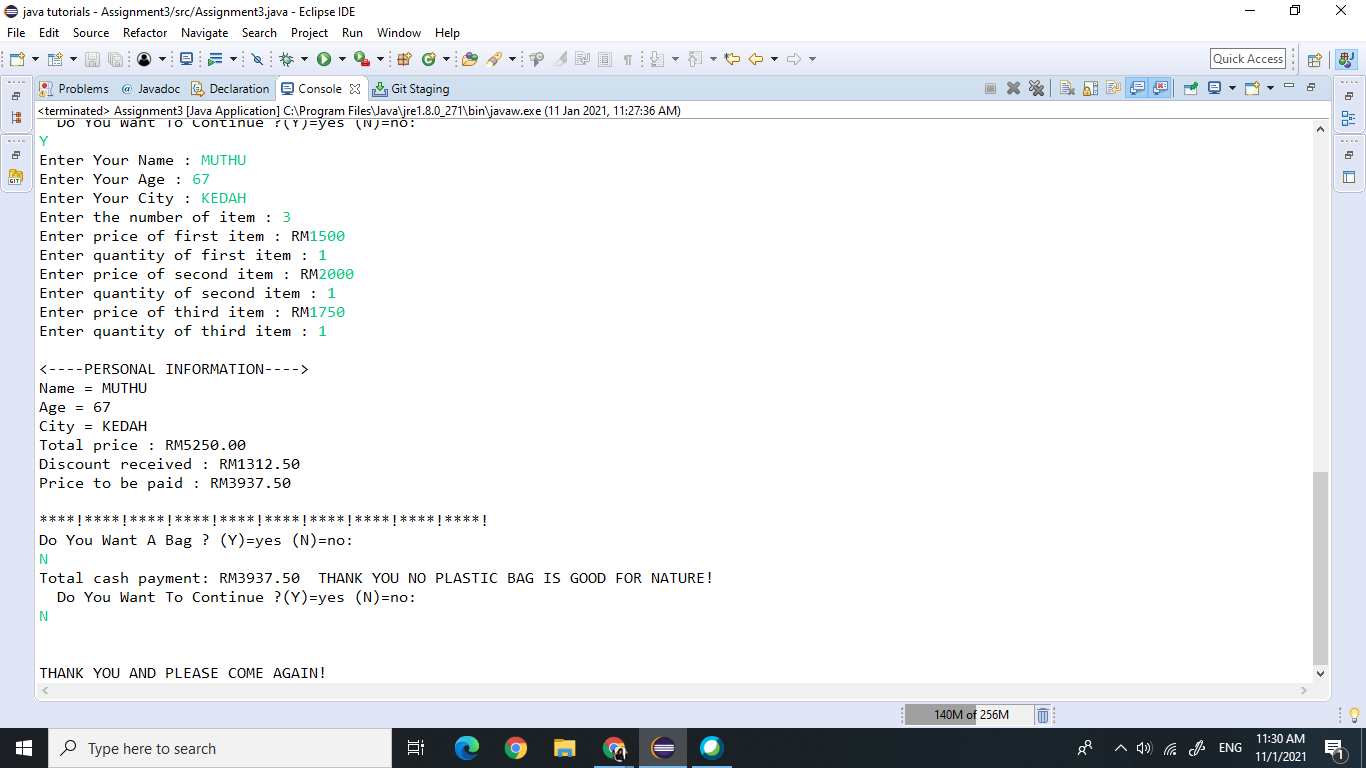 java tutorials - Assignment3/src/Assignment3.java - Eclipse IDE
File Edit Source Refactor Navigate Search Project Run Window Help
Quick Access
Problems @ Javadoc Declaration Console Git Staging
<terminated> Assignment3 [Java Application] C:\Program Files\Java\jre1.8.0_271\bin\javaw.exe (11 Jan 2021, 11:27:36 AM)
Do You Want To Continue ?(Y)=yes (N)=no:
Y
Enter Your Name : MUTHU
Enter Your Age : 67
Enter Your City : KEDAH
Enter the number of item : 3
Enter price of first item : RM1500
Enter quantity of first item : 1
Enter price of second item : RM2000
Enter quantity of second item : 1
Enter price of third item : RM1750
Enter quantity of third item : 1
<----PERSONAL INFORMATION---->
Name = MUTHU
Age = 67
City = KEDAH
Total price : RM5250.00
Discount received : RM1312.50
Price to be paid : RM3937.50
****!****!****!****!****!****!****!****!****!****!
Do You Want A Bag ? (Y)=yes (N)=no:
N
Total cash payment: RM3937.50  THANK YOU NO PLASTIC BAG IS GOOD FOR NATURE!
Do You Want To Continue ?(Y)=yes (N)=no:
N
THANK YOU AND PLEASE COME AGAIN!
140M of 256M
Type here to search
ENG
11:30 AM
11/1/2021
1